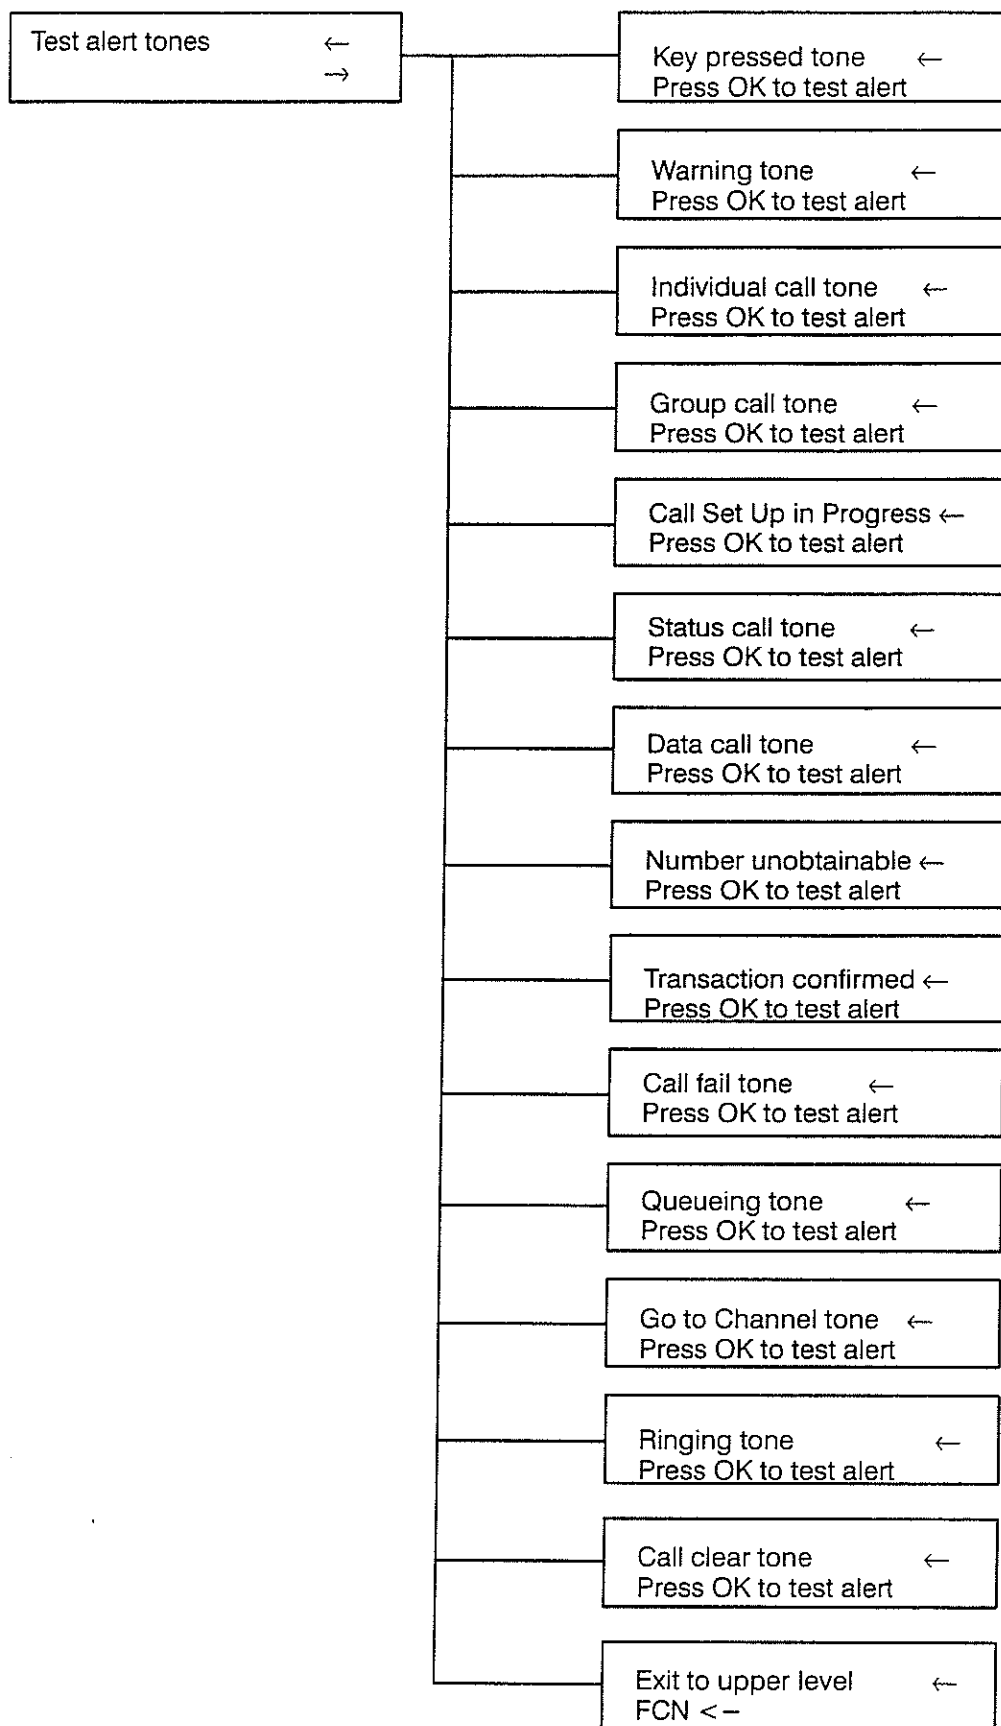 Test alert tones ←
→
Key pressed tone ←
Press OK to test alert
Warning tone ←
Press OK to test alert
Individual call tone ←
Press OK to test alert
Group call tone ←
Press OK to test alert
Call Set Up in Progress ←
Press OK to test alert
Status call tone ←
Press OK to test alert
Data call tone ←
Press OK to test alert
Number unobtainable ←
Press OK to test alert
Transaction confirmed ←
Press OK to test alert
Call fail tone ←
Press OK to test alert
Queueing tone ←
Press OK to test alert
Go to Channel tone ←
Press OK to test alert
Ringing tone ←
Press OK to test alert
Call clear tone ←
Press OK to test alert
Exit to upper level ←
FCN < –